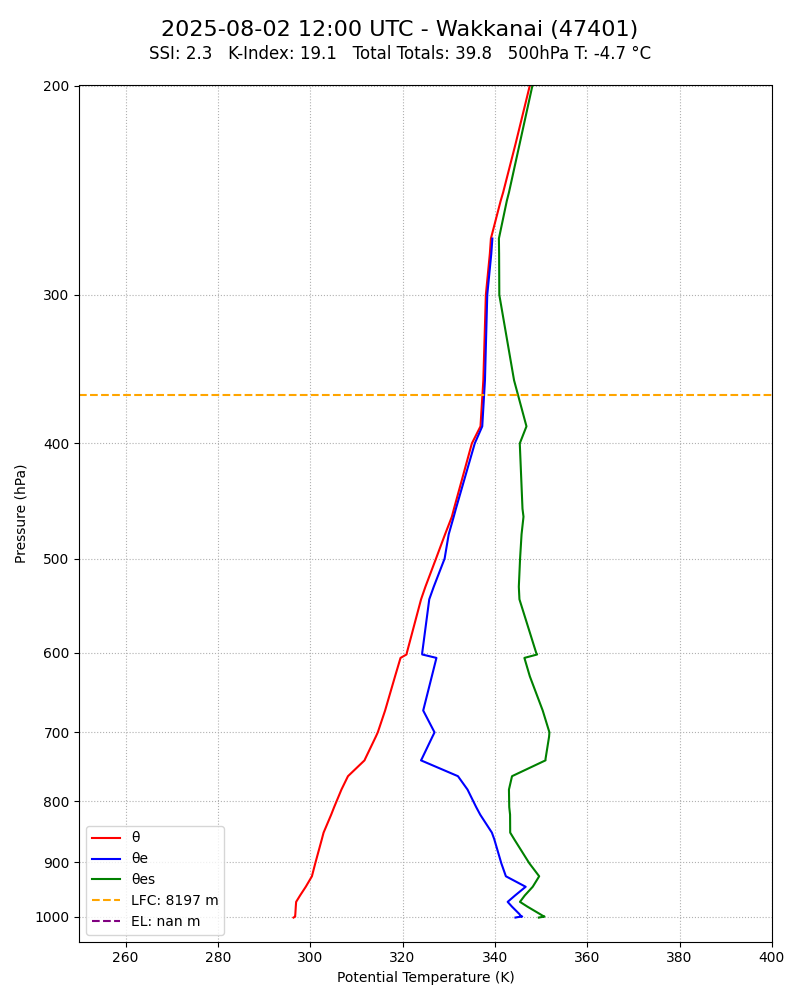 2025-08-02 12:00 UTC - Wakkanai (47401)
SSI: 2.3   K-Index: 19.1   Total Totals: 39.8   500hPa T: -4.7 °C
200
300
400
500
600
700
800
900
1000
Pressure (hPa)
θ
θe
θes
LFC: 8197 m
EL: nan m
260 280 300 320 340 360 380 400
Potential Temperature (K)